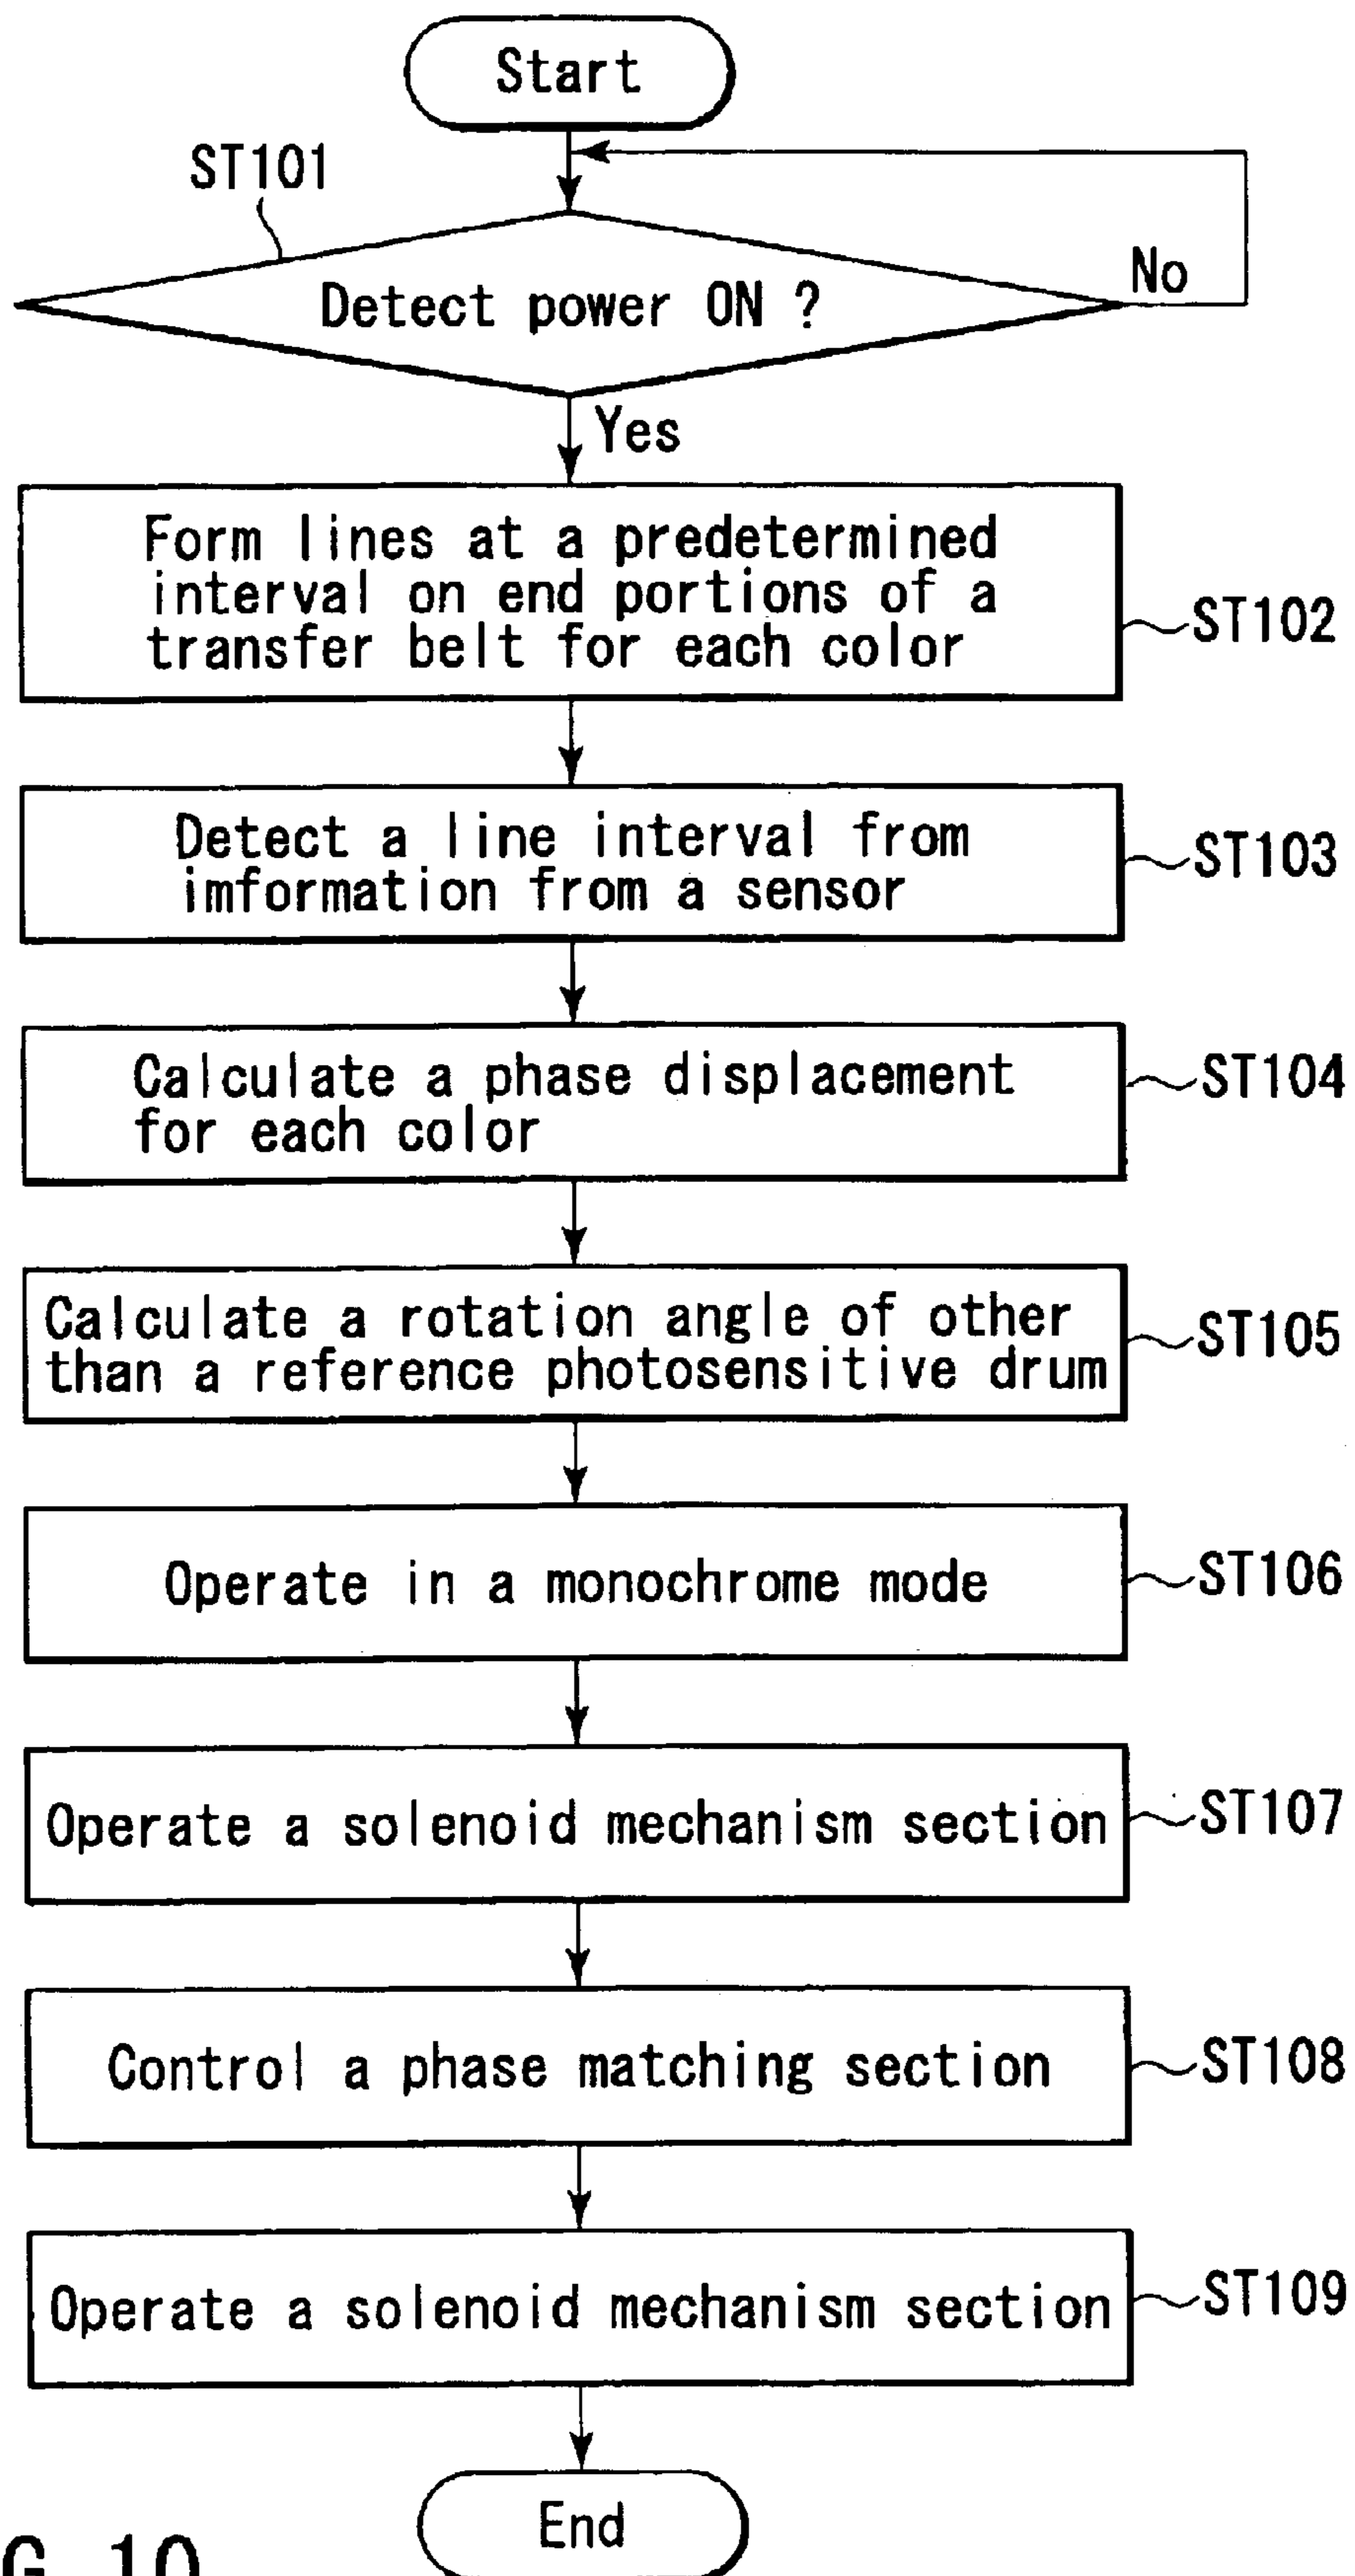 Start
ST101
Detect power ON ?
No
Yes
Form lines at a predetermined
interval on end portions of a
transfer belt for each color
ST102
Detect a line interval from
imformation from a sensor
ST103
Calculate a phase displacement
for each color
ST104
Calculate a rotation angle of other
than a reference photosensitive drum
ST105
Operate in a monochrome mode
ST106
Operate a solenoid mechanism section
ST107
Control a phase matching section
ST108
Operate a solenoid mechanism section
ST109
End
G. 10